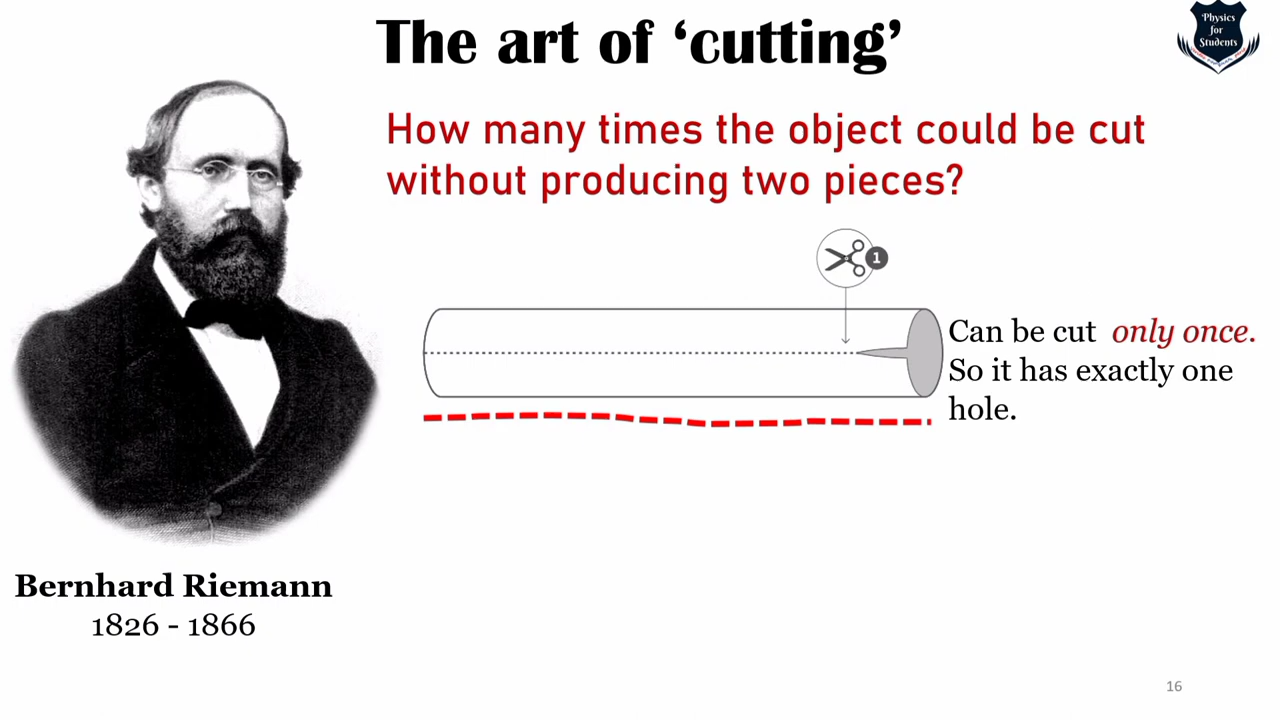 The art of ‘cutting’
Physics
for
Students
How many times the object could be cut
without producing two pieces?
1
Can be cut only once.
So it has exactly one
hole.
Bernhard Riemann
1826 - 1866
16